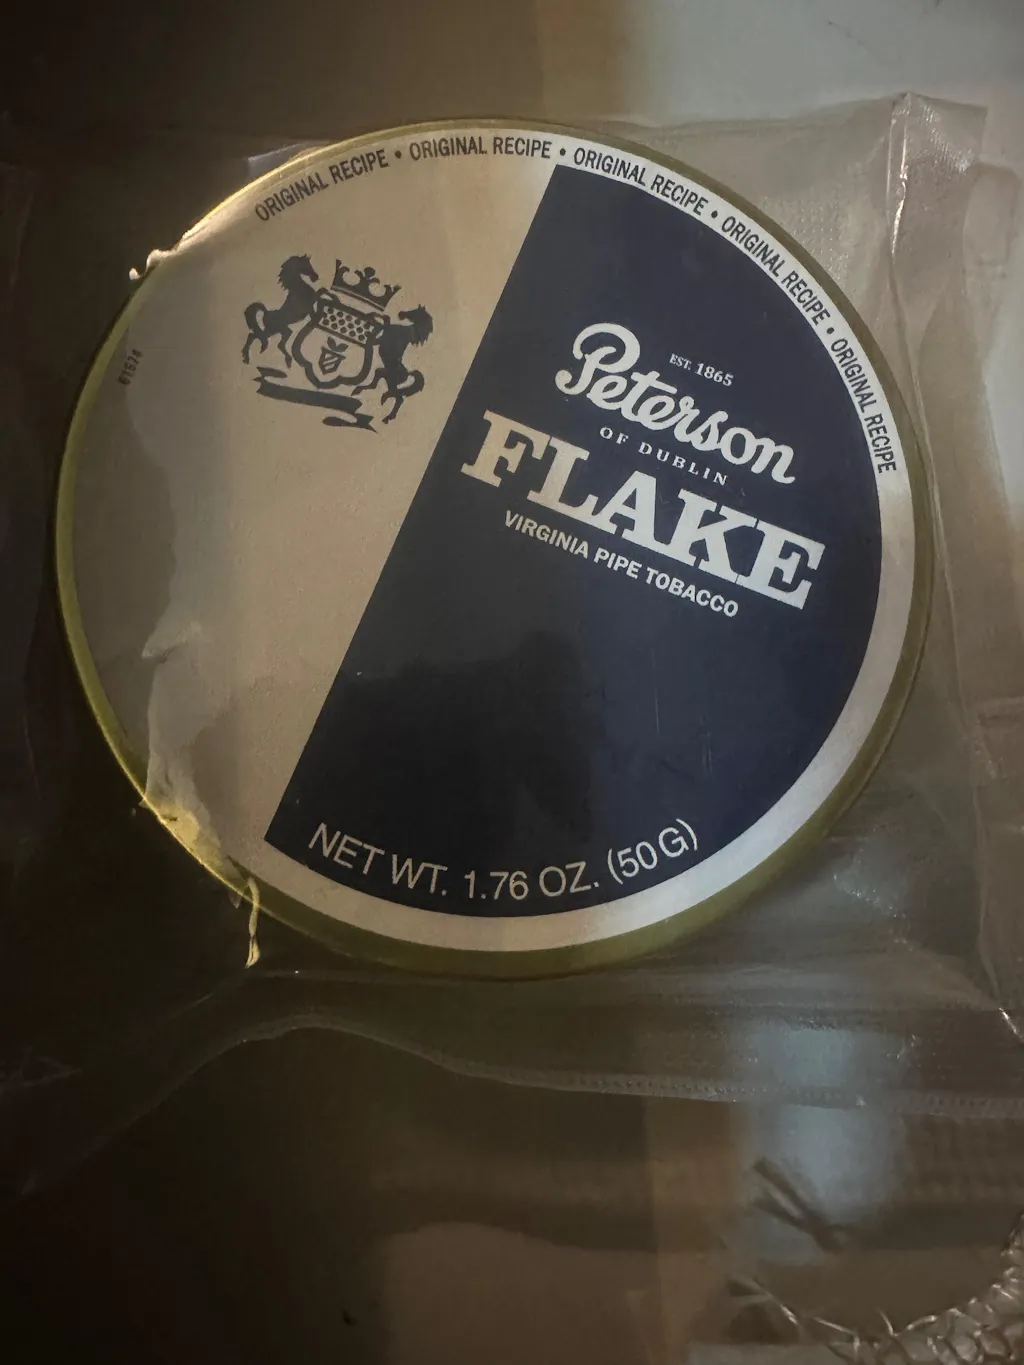 ORIGINAL RECIPE • ORIGINAL RECIPE • ORIGINAL RECIPE • ORIGINAL RECIPE • ORIGINAL RECIPE
EST. 1865
Peterson
OF DUBLIN
FLAKE
VIRGINIA PIPE TOBACCO
NET WT. 1.76 OZ. (50 G)